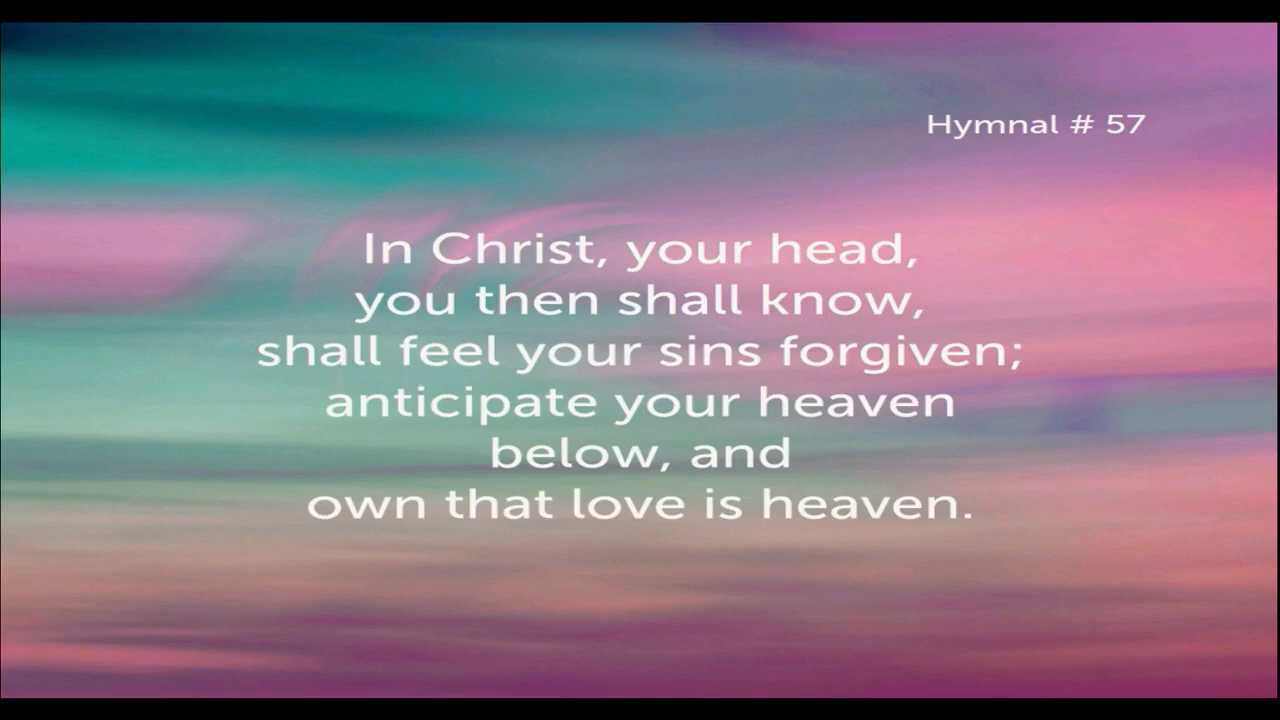 Hymnal # 57
In Christ, your head,
you then shall know,
shall feel your sins forgiven;
anticipate your heaven
below, and
own that love is heaven.